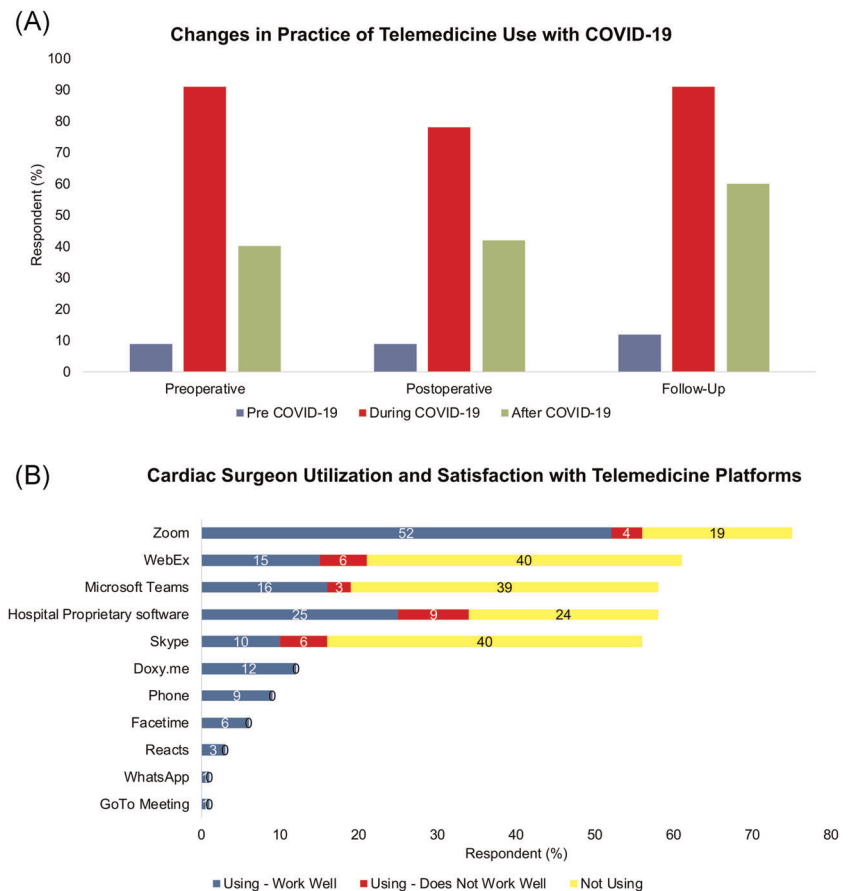 (A)
Changes in Practice of Telemedicine Use with COVID-19
100
90
80
70
60
50
40
30
20
10
0
Respondent (%)
Preoperative Postoperative Follow-Up
Pre COVID-19 During COVID-19 After COVID-19
(B)
Cardiac Surgeon Utilization and Satisfaction with Telemedicine Platforms
Zoom 52 4 19
WebEx 15 6 40
Microsoft Teams 16 3 39
Hospital Proprietary software 25 9 24
Skype 10 6 40
Doxy.me 12 0
Phone 9 0
Facetime 6 0
Reacts 3 0
WhatsApp 0
GoTo Meeting 0
0 10 20 30 40 50 60 70 80
Respondent (%)
Using - Work Well Using - Does Not Work Well Not Using